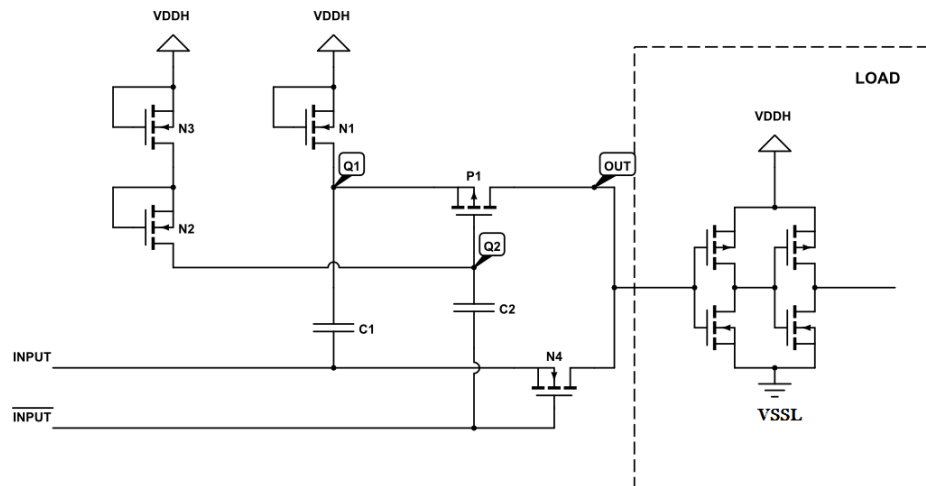 VDDH
VDDH
LOAD
VDDH
N3
N1
Q1
P1
OUT
N2
Q2
C1
C2
INPUT
N4
INPUT
VSSL